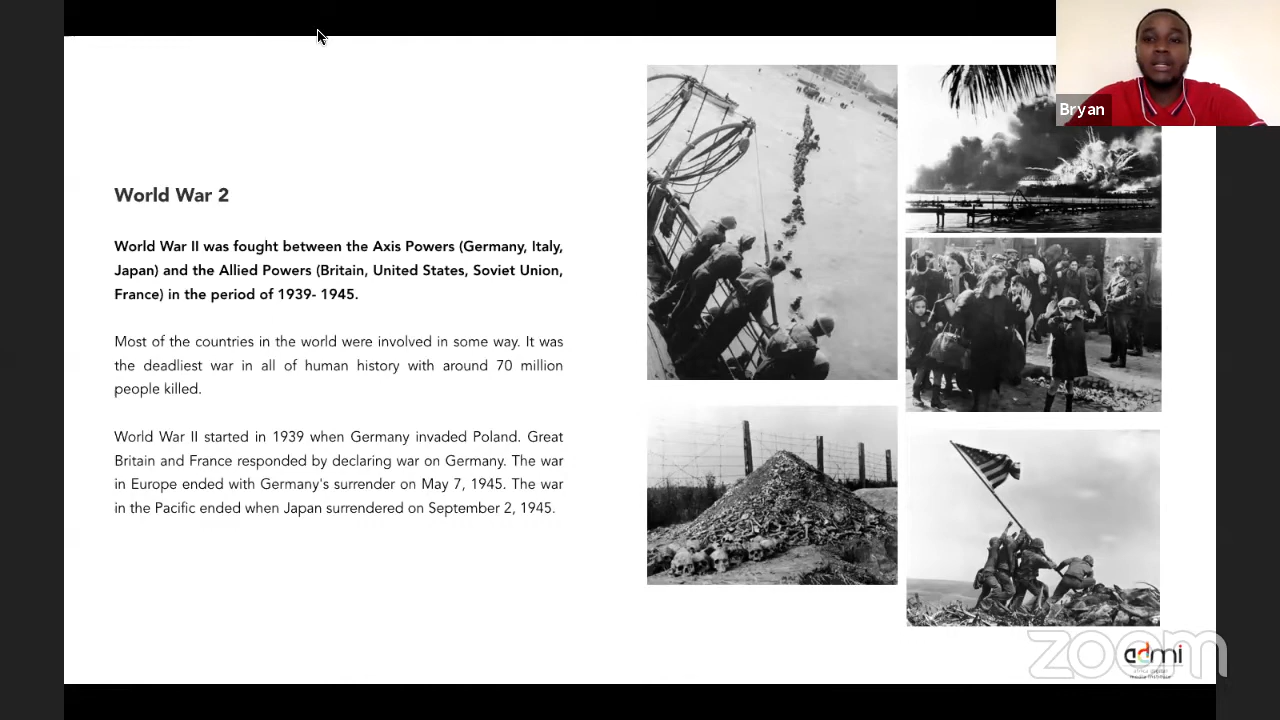 Bryan
World War 2
World War II was fought between the Axis Powers (Germany, Italy,
Japan) and the Allied Powers (Britain, United States, Soviet Union,
France) in the period of 1939- 1945.
Most of the countries in the world were involved in some way. It was
the deadliest war in all of human history with around 70 million
people killed.
World War II started in 1939 when Germany invaded Poland. Great
Britain and France responded by declaring war on Germany. The war
in Europe ended with Germany's surrender on May 7, 1945. The war
in the Pacific ended when Japan surrendered on September 2, 1945.
zoom
admi